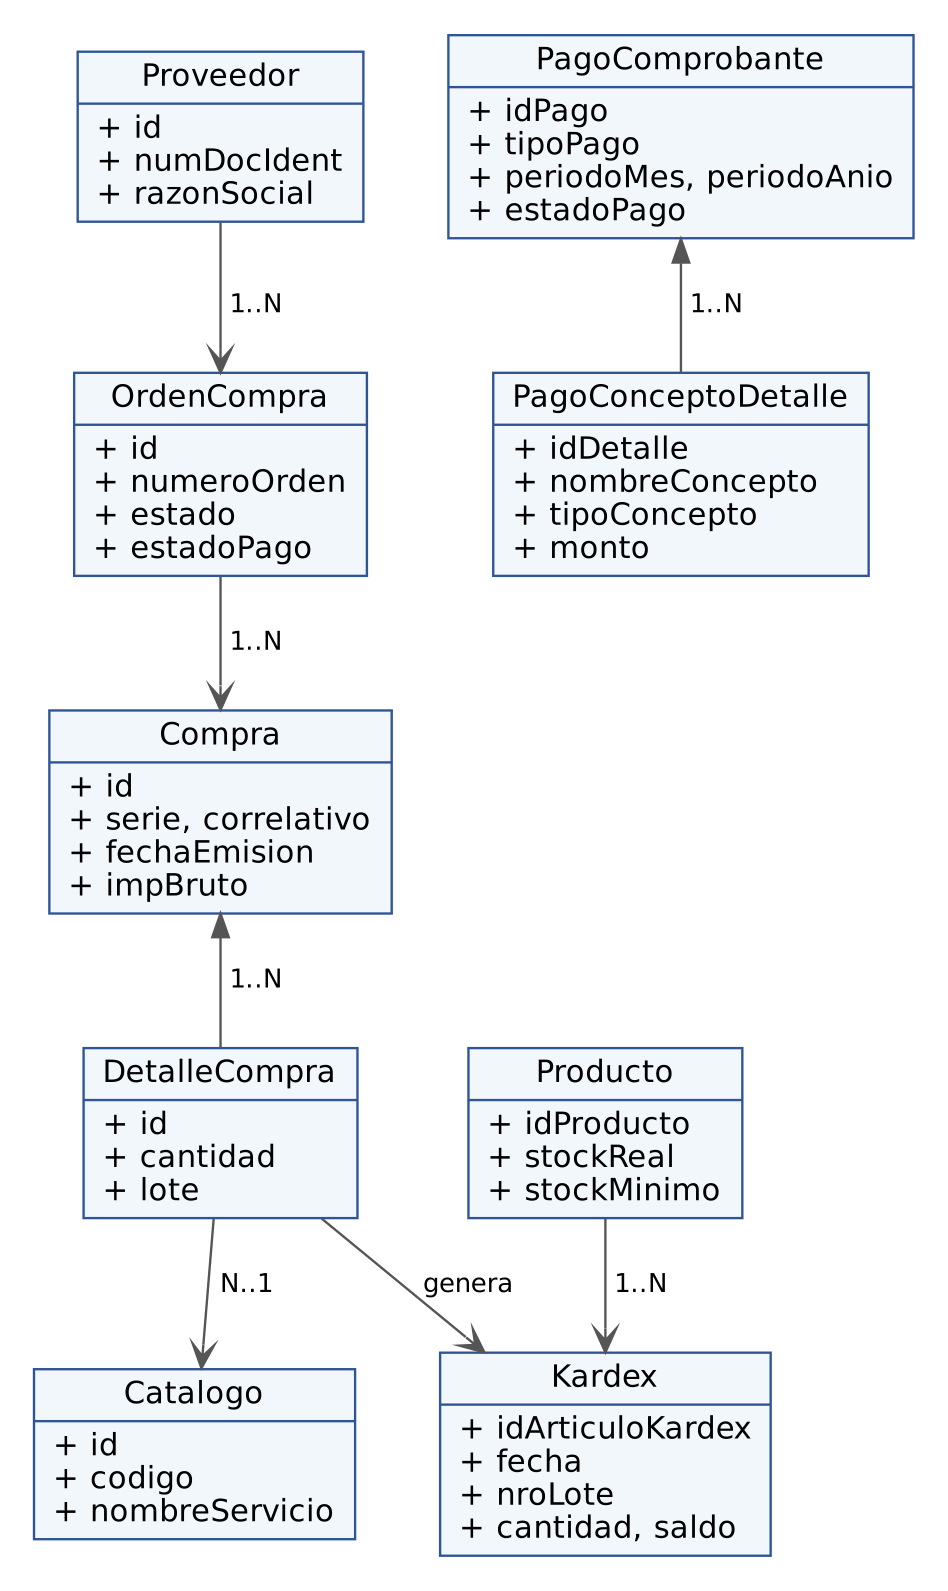 Proveedor
+ id
+ numDocIdent
+ razonSocial
PagoComprobante
+ idPago
+ tipoPago
+ periodoMes, periodoAnio
+ estadoPago
1..N
1..N
OrdenCompra
+ id
+ numeroOrden
+ estado
+ estadoPago
PagoConceptoDetalle
+ idDetalle
+ nombreConcepto
+ tipoConcepto
+ monto
1..N
Compra
+ id
+ serie, correlativo
+ fechaEmision
+ impBruto
1..N
DetalleCompra
+ id
+ cantidad
+ lote
Producto
+ idProducto
+ stockReal
+ stockMinimo
N..1
genera
1..N
Catalogo
+ id
+ codigo
+ nombreServicio
Kardex
+ idArticuloKardex
+ fecha
+ nroLote
+ cantidad, saldo